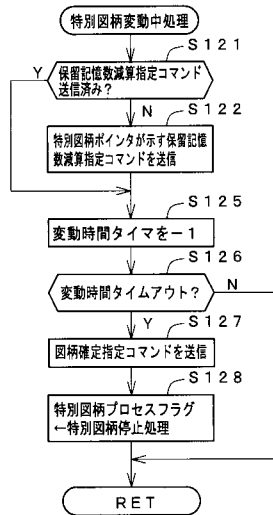 特別図柄変動中処理
S121
Y
保留記憶数減算指定コマンド
送信済み?
N
S122
特別図柄ポインタが示す保留記憶
数減算指定コマンドを送信
S125
変動時間タイマを－1
S126
変動時間タイムアウト?
N
Y
S127
図柄確定指定コマンドを送信
S128
特別図柄プロセスフラグ
←特別図柄停止処理
RET